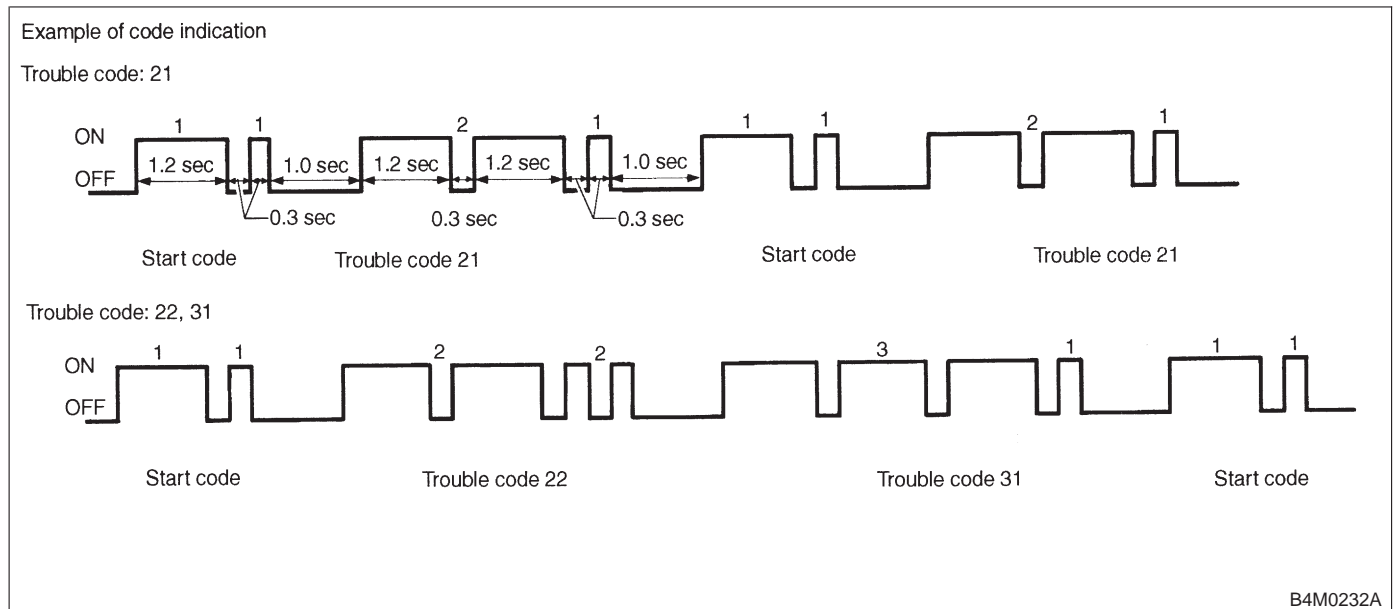 Example of code indication
Trouble code: 21
1 1 2 1 1 1 2 1
ON
1.2 sec 1.0 sec 1.2 sec 1.2 sec 1.0 sec
OFF
0.3 sec 0.3 sec 0.3 sec
Start code Trouble code 21 Start code Trouble code 21
Trouble code: 22, 31
1 1 2 2 3 1 1 1
ON
OFF
Start code Trouble code 22 Trouble code 31 Start code
B4M0232A